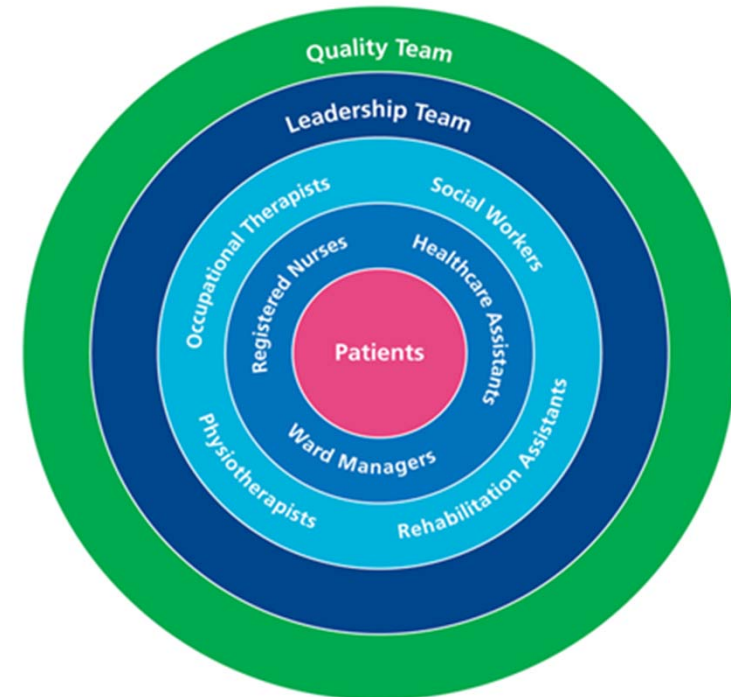 Quality Team
Leadership Team
Occupational Therapists
Social Workers
Registered Nurses
Healthcare Assistants
Patients
Ward Managers
Physiotherapists
Rehabilitation Assistants